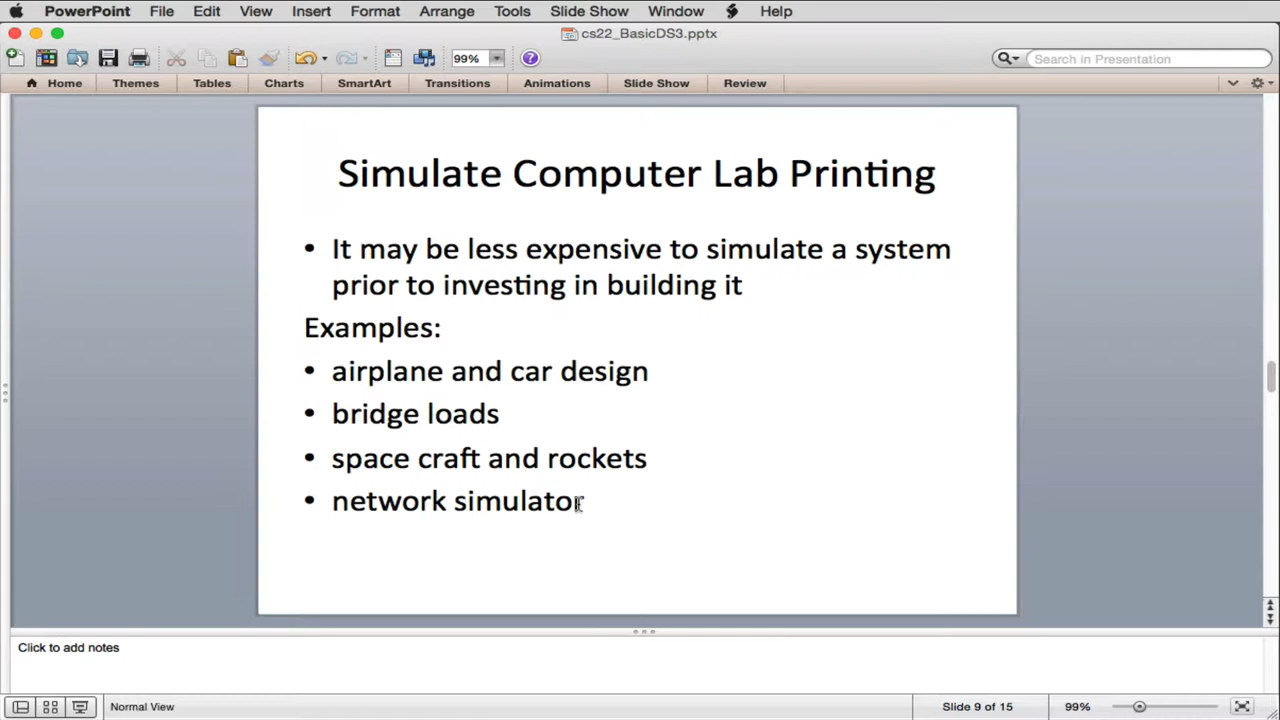 PowerPoint File Edit View Insert Format Arrange Tools Slide Show Window Help
cs22_BasicDS3.pptx
99% Search in Presentation
Home Themes Tables Charts SmartArt Transitions Animations Slide Show Review
Simulate Computer Lab Printing
• It may be less expensive to simulate a system
prior to investing in building it
Examples:
• airplane and car design
• bridge loads
• space craft and rockets
• network simulator
Click to add notes
Normal View Slide 9 of 15 99%